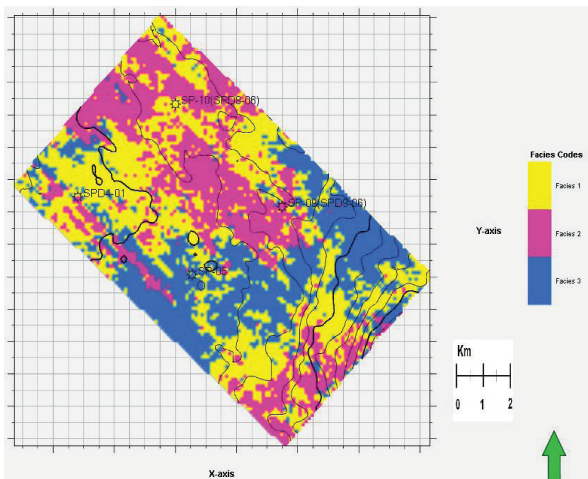 SP-10(SPD8-06)
Facies Codes
Facies 1
SPD4-01
SP-09(SPD9-06)
Y-axis
Facies 2
SP-05
Facies 3
Km
0 1 2
X-axis